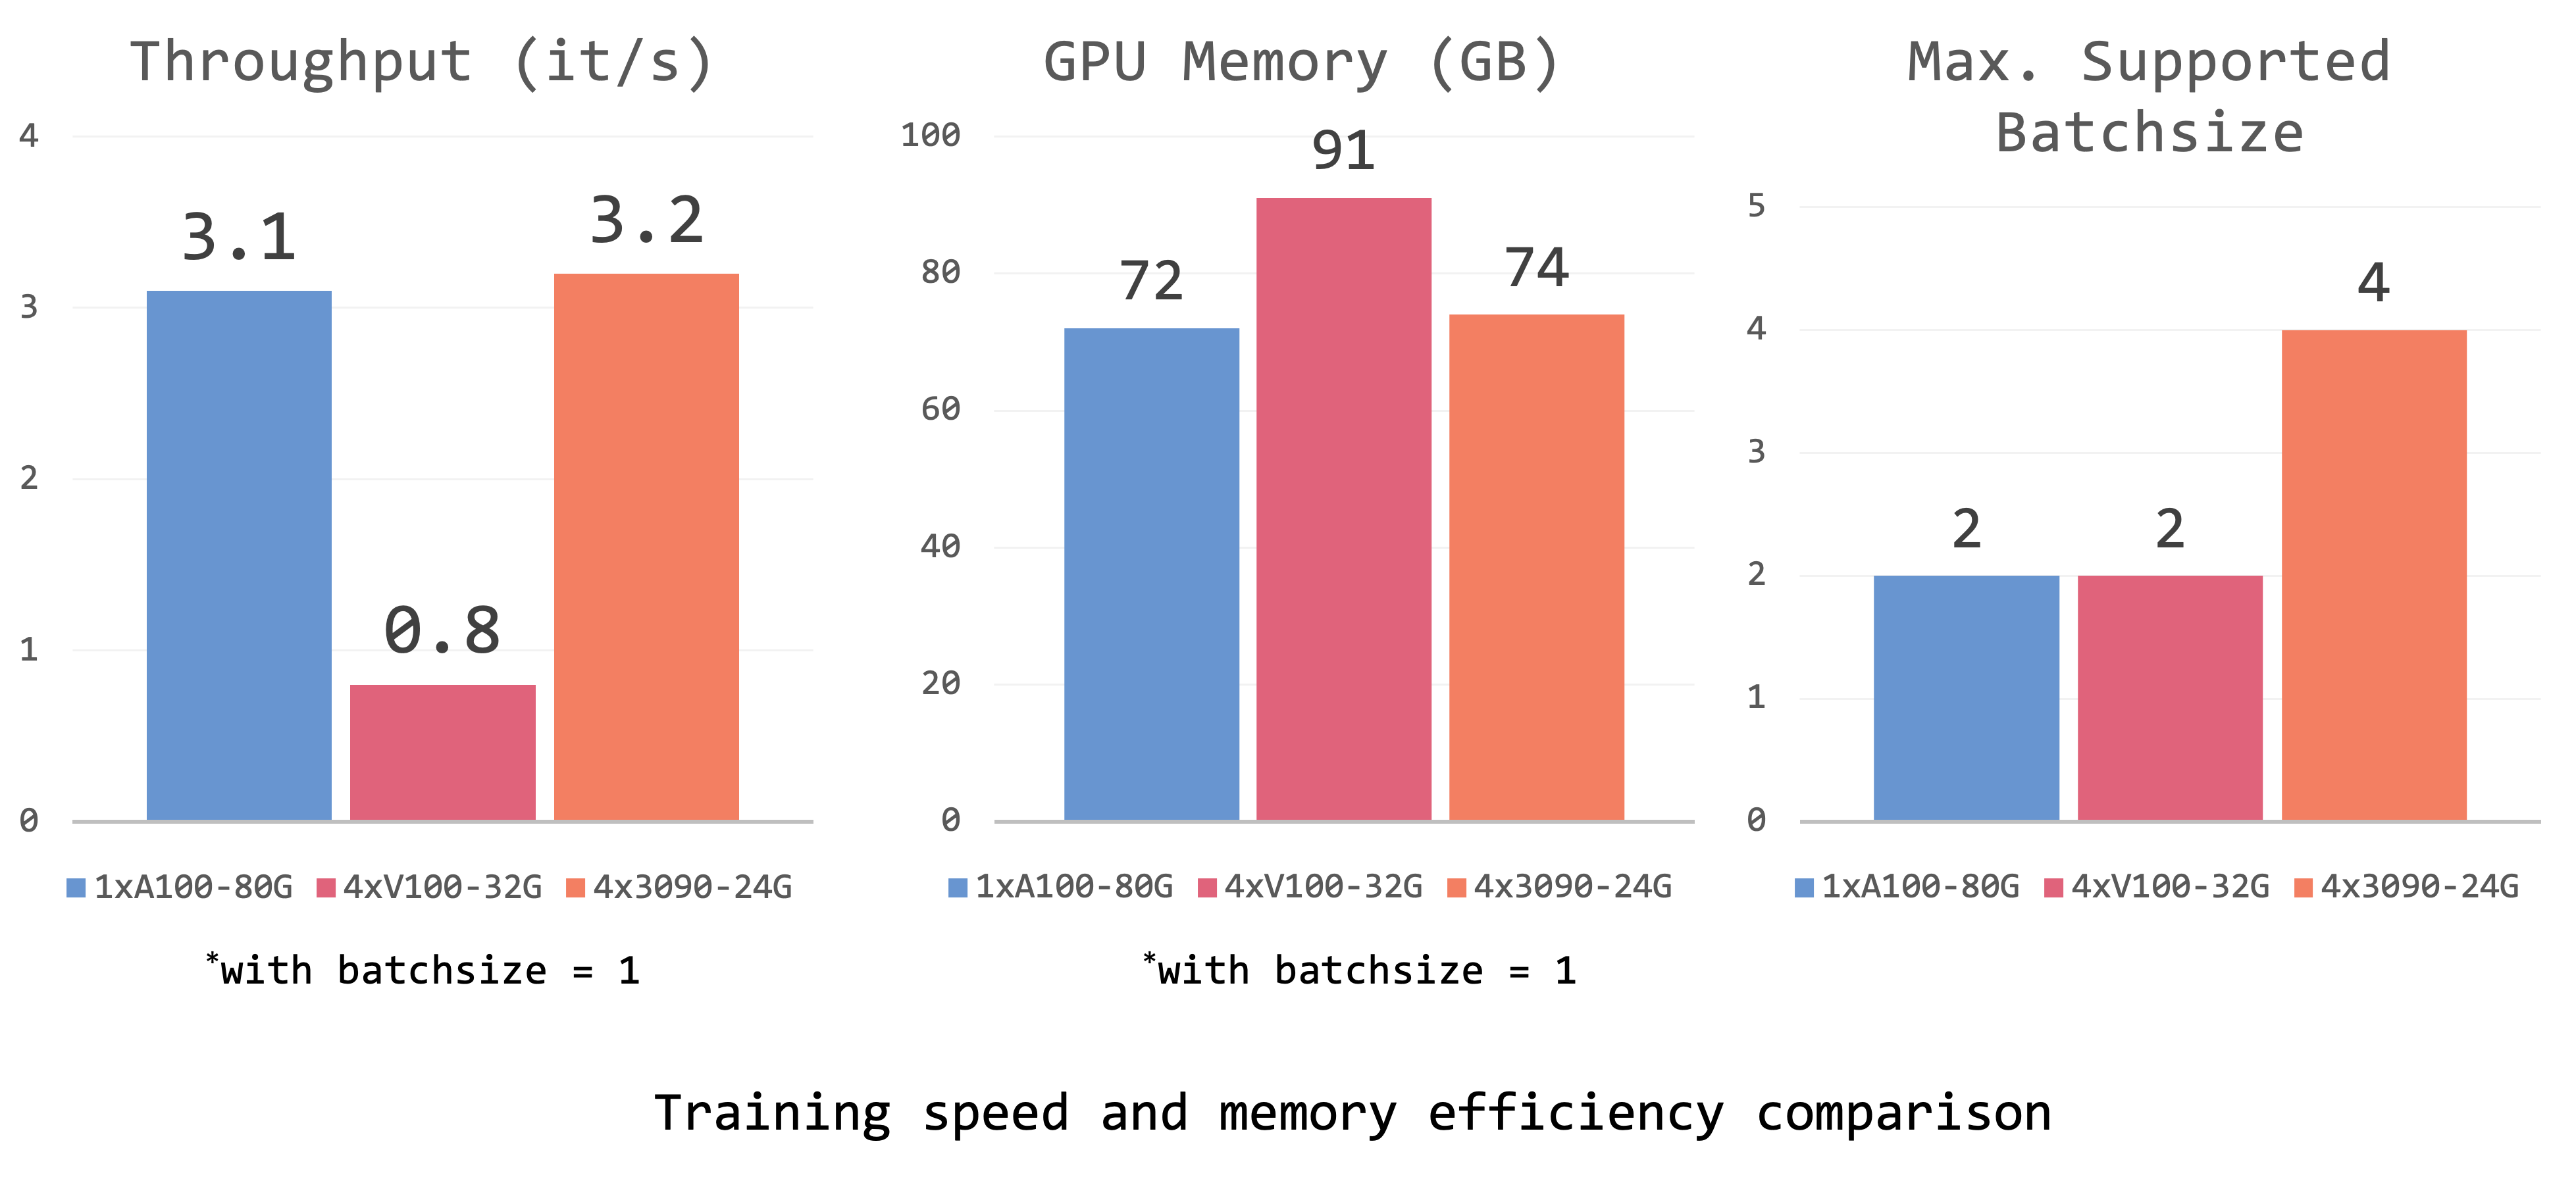 Throughput (it/s)
4
3
2
1
0
3.1
0.8
3.2
1xA100-80G 4xV100-32G 4x3090-24G
*with batchsize = 1
GPU Memory (GB)
100
80
60
40
20
0
72
91
74
1xA100-80G 4xV100-32G 4x3090-24G
*with batchsize = 1
Max. Supported
Batchsize
5
4
3
2
1
0
2
2
4
1xA100-80G 4xV100-32G 4x3090-24G
Training speed and memory efficiency comparison